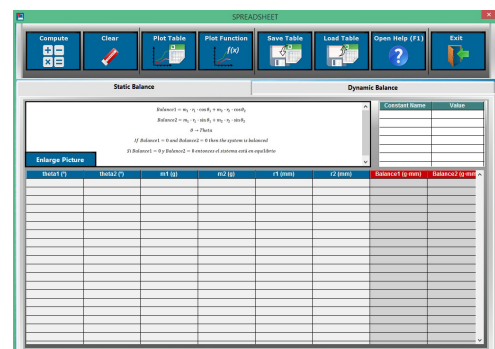 SPREADSHEET
Compute
Clear
Plot Table
Plot Function
f(x)
Save Table
Load Table
Open Help (F1)
?
Exit
Static Balance
Dynamic Balance
Balance1 = m₁ · r₁ · cosθ₁ + m₂ · r₂ · cosθ₂
Balance2 = m₁ · r₁ · sinθ₁ + m₂ · r₂ · sinθ₂
θ → Theta
If Balance1 = 0 and Balance2 = 0 then the system is balanced
Si Balance1 = 0 y Balance2 = 0 entonces el sistema está en equilibrio
Enlarge Picture
Constant Name Value
theta1 (º) theta2 (º) m1 (g) m2 (g) r1 (mm) r2 (mm) Balance1 (g·mm) Balance2 (g·mm